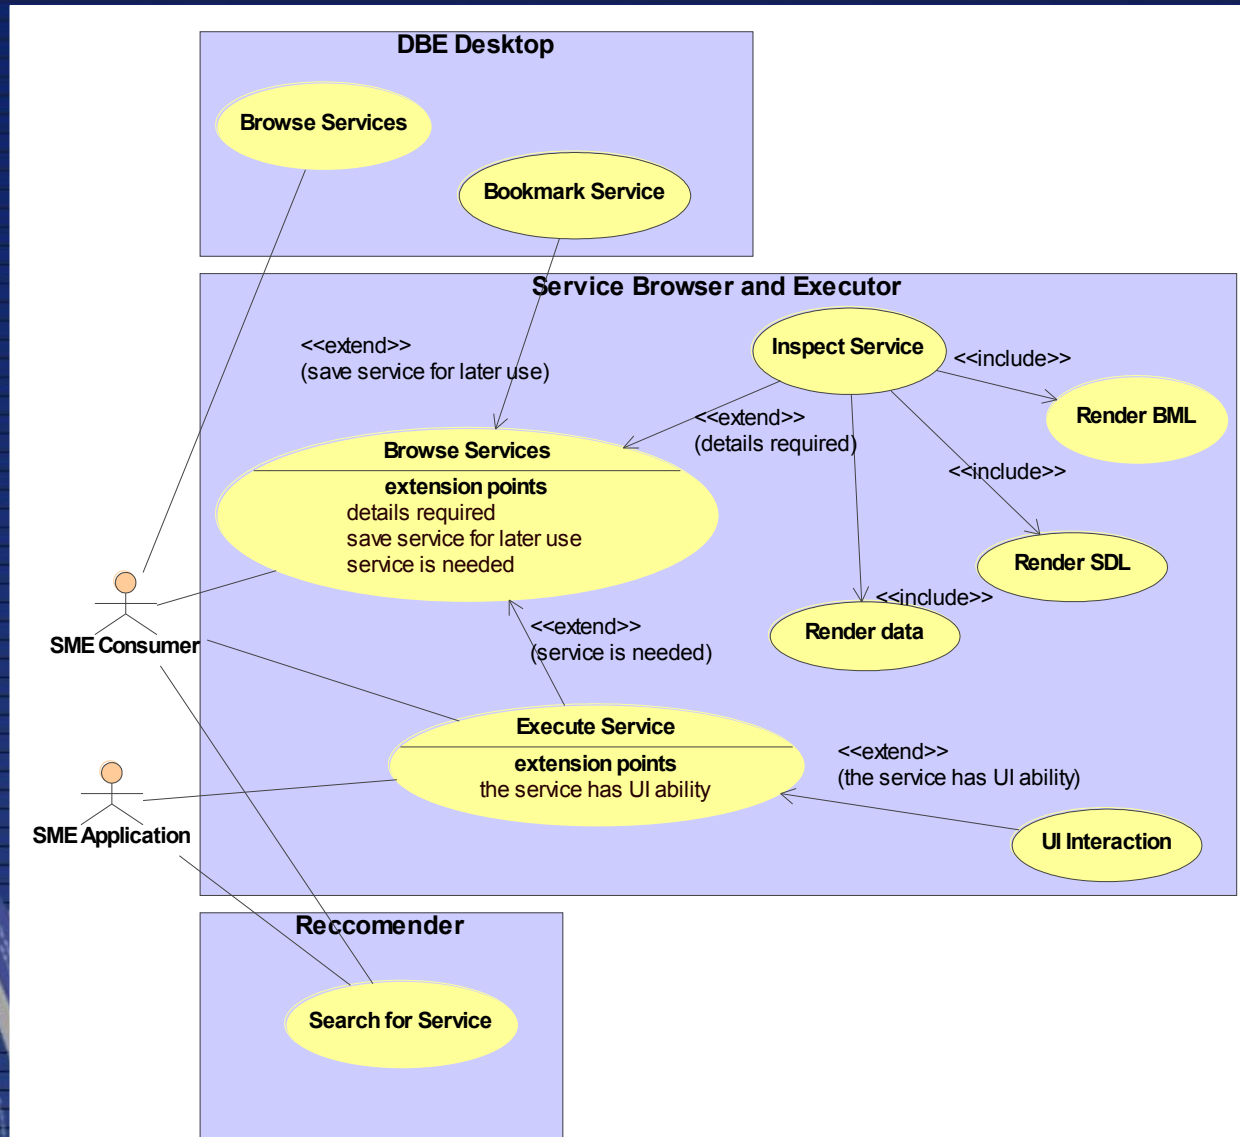 DBE Desktop
Browse Services
Bookmark Service
Service Browser and Executor
<<extend>>
(save service for later use)
Inspect Service
<<include>>
Render BML
<<extend>>
(details required)
Browse Services
extension points
details required
save service for later use
service is needed
<<include>>
Render SDL
<<include>>
Render data
SME Consumer
<<extend>>
(service is needed)
Execute Service
extension points
the service has UI ability
<<extend>>
(the service has UI ability)
SME Application
UI Interaction
Reccomender
Search for Service